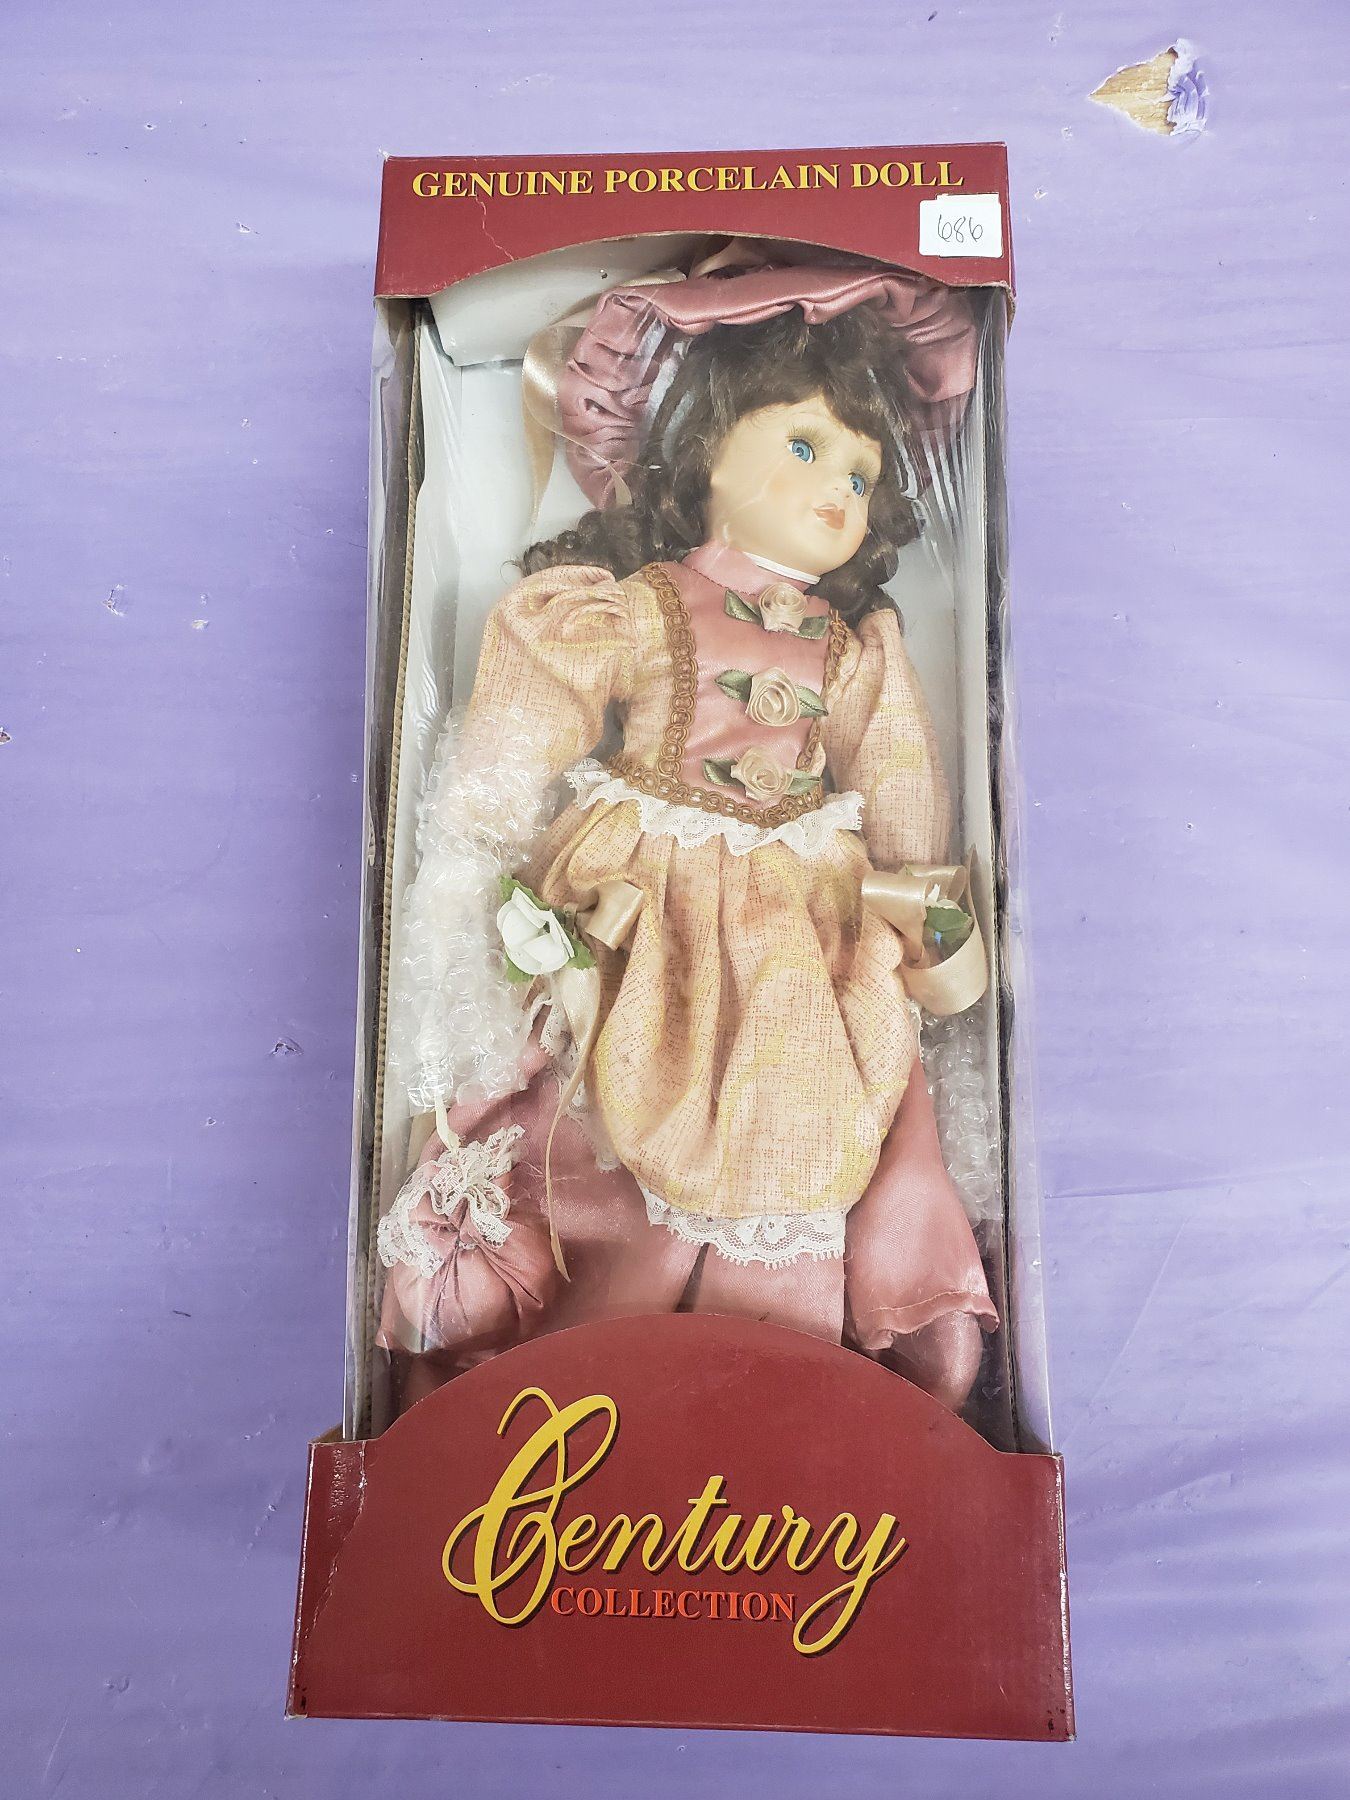 GENUINE PORCELAIN DOLL
686
Century
COLLECTION